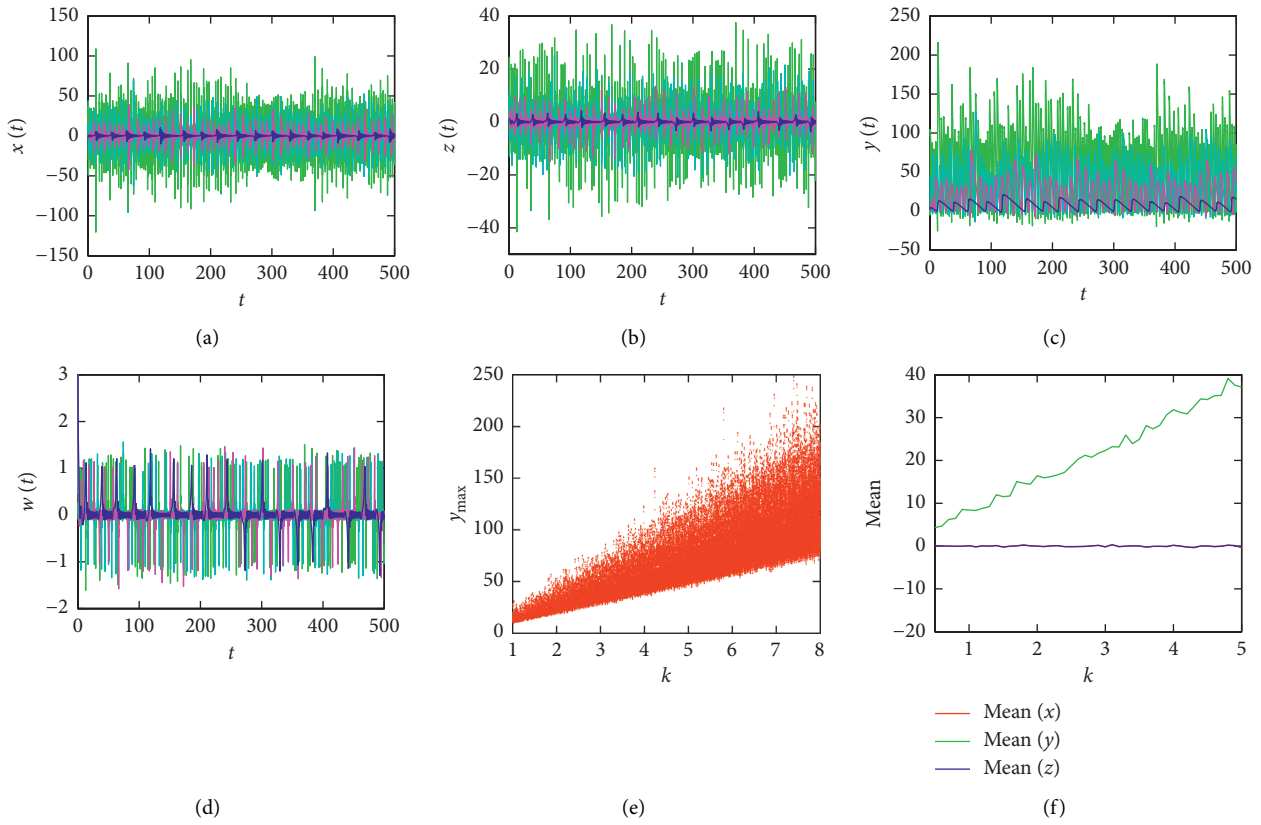 150
100
50
0
−50
−100
−150
x (t)
0 100 200 300 400 500
t
(a)
40
20
0
−20
−40
z (t)
0 100 200 300 400 500
t
(b)
250
200
150
100
50
0
−50
y (t)
0 100 200 300 400 500
t
(c)
3
2
1
0
−1
−2
w (t)
0 100 200 300 400 500
t
(d)
250
200
150
100
50
0
ymax
1 2 3 4 5 6 7 8
k
(e)
40
30
20
10
0
−10
−20
Mean
1 2 3 4 5
k
Mean (x)
Mean (y)
Mean (z)
(f)